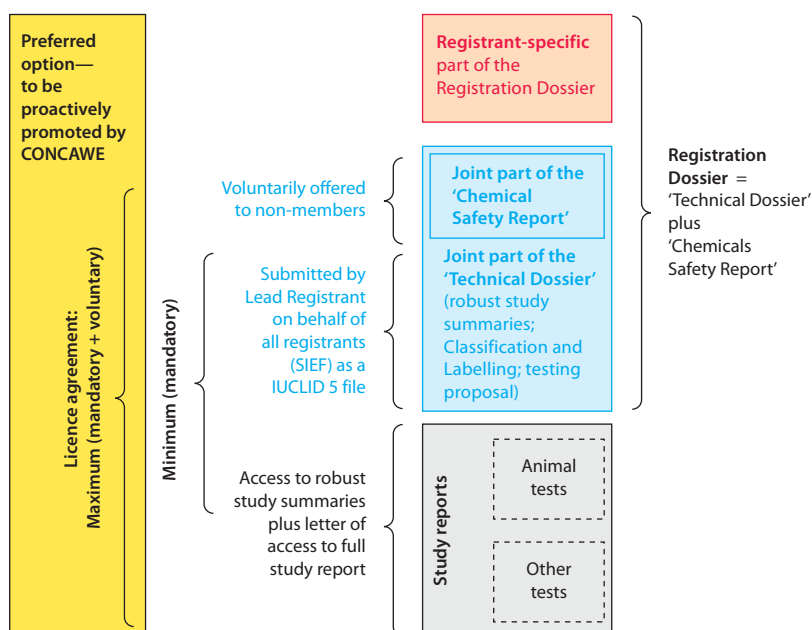 Preferred
option—
to be
proactively
promoted by
CONCAWE
Licence agreement:
Maximum (mandatory + voluntary)
Minimum (mandatory)
Voluntarily offered
to non-members
Submitted by
Lead Registrant
on behalf of
all registrants
(SIEF) as a
IUCLID 5 file
Access to robust
study summaries
plus letter of
access to full
study report
Registrant-specific
part of the
Registration Dossier
Joint part of the
‘Chemical
Safety Report’
Joint part of the
‘Technical Dossier’
(robust study
summaries;
Classification and
Labelling; testing
proposal)
Study reports
Animal
tests
Other
tests
Registration
Dossier =
‘Technical Dossier’
plus
‘Chemicals
Safety Report’